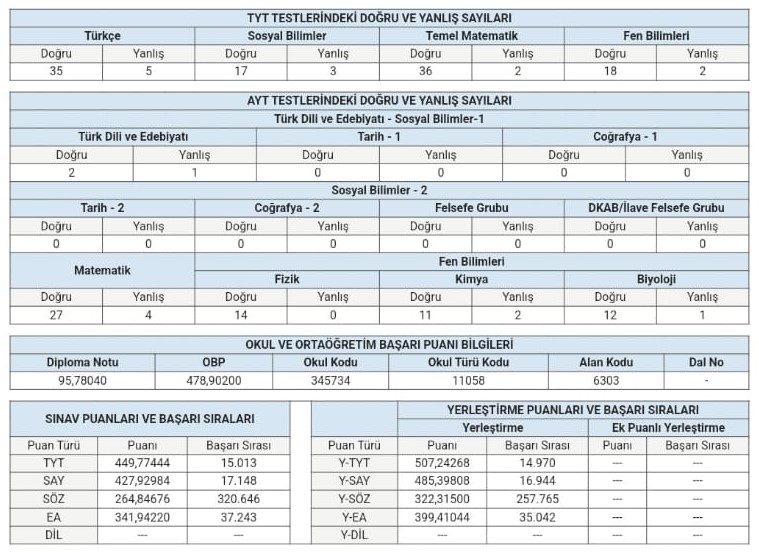 TYT TESTLERİNDEKİ DOĞRU VE YANLIŞ SAYILARI
Türkçe Sosyal Bilimler Temel Matematik Fen Bilimleri
Doğru Yanlış Doğru Yanlış Doğru Yanlış Doğru Yanlış
35 5 17 3 36 2 18 2
AYT TESTLERİNDEKİ DOĞRU VE YANLIŞ SAYILARI
Türk Dili ve Edebiyatı - Sosyal Bilimler-1
Türk Dili ve Edebiyatı Tarih - 1 Coğrafya - 1
Doğru Yanlış Doğru Yanlış Doğru Yanlış
2 1 0 0 0 0
Sosyal Bilimler - 2
Tarih - 2 Coğrafya - 2 Felsefe Grubu DKAB/İlave Felsefe Grubu
Doğru Yanlış Doğru Yanlış Doğru Yanlış Doğru Yanlış
0 0 0 0 0 0 0 0
Matematik Fen Bilimleri
Fizik Kimya Biyoloji
Doğru Yanlış Doğru Yanlış Doğru Yanlış Doğru Yanlış
27 4 14 0 11 2 12 1
OKUL VE ORTAÖĞRETİM BAŞARI PUANI BİLGİLERİ
Diploma Notu OBP Okul Kodu Okul Türü Kodu Alan Kodu Dal No
95,78040 478,90200 345734 11058 6303 -
SINAV PUANLARI VE BAŞARI SIRALARI
Puan Türü Puanı Başarı Sırası
TYT 449,77444 15.013
SAY 427,92984 17.148
SÖZ 264,84676 320.646
EA 341,94220 37.243
DİL --- ---
YERLEŞTİRME PUANLARI VE BAŞARI SIRALARI
Yerleştirme Ek Puanlı Yerleştirme
Puan Türü Puanı Başarı Sırası Puanı Başarı Sırası
Y-TYT 507,24268 14.970 --- ---
Y-SAY 485,39808 16.944 --- ---
Y-SÖZ 322,31500 257.765 --- ---
Y-EA 399,41044 35.042 --- ---
Y-DİL --- --- --- ---